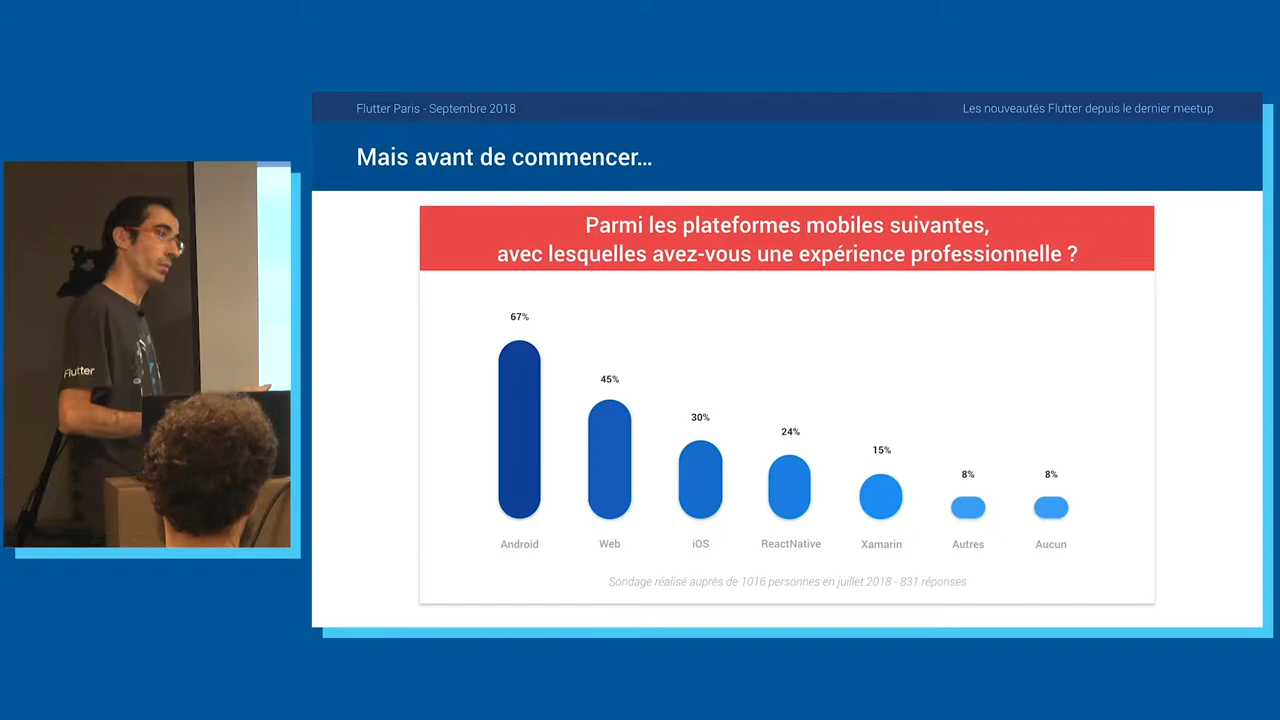 Flutter Paris - Septembre 2018
Les nouveautés Flutter depuis le dernier meetup
Mais avant de commencer...
Parmi les plateformes mobiles suivantes,
avec lesquelles avez-vous une expérience professionnelle ?
67%
45%
30%
24%
15%
8%
8%
Android
Web
iOS
ReactNative
Xamarin
Autres
Aucun
Sondage réalisé auprès de 1016 personnes en juillet 2018 - 831 réponses
Flutter